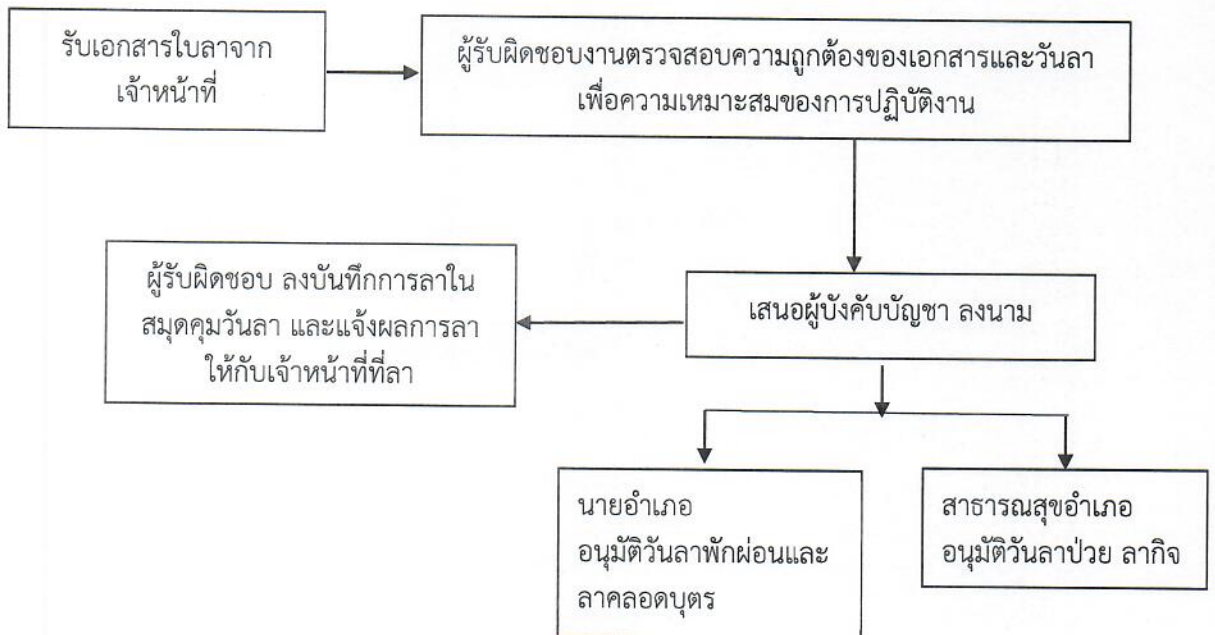 รับเอกสารใบลาจาก
เจ้าหน้าที่
ผู้รับผิดชอบงานตรวจสอบความถูกต้องของเอกสารและวันลา
เพื่อความเหมาะสมของการปฏิบัติงาน
เสนอผู้บังคับบัญชา ลงนาม
ผู้รับผิดชอบ ลงบันทึกการลาใน
สมุดคุมวันลา และแจ้งผลการลา
ให้กับเจ้าหน้าที่ที่ลา
นายอำเภอ
อนุมัติวันลาพักผ่อนและ
ลาคลอดบุตร
สาธารณสุขอำเภอ
อนุมัติวันลาป่วย ลากิจ